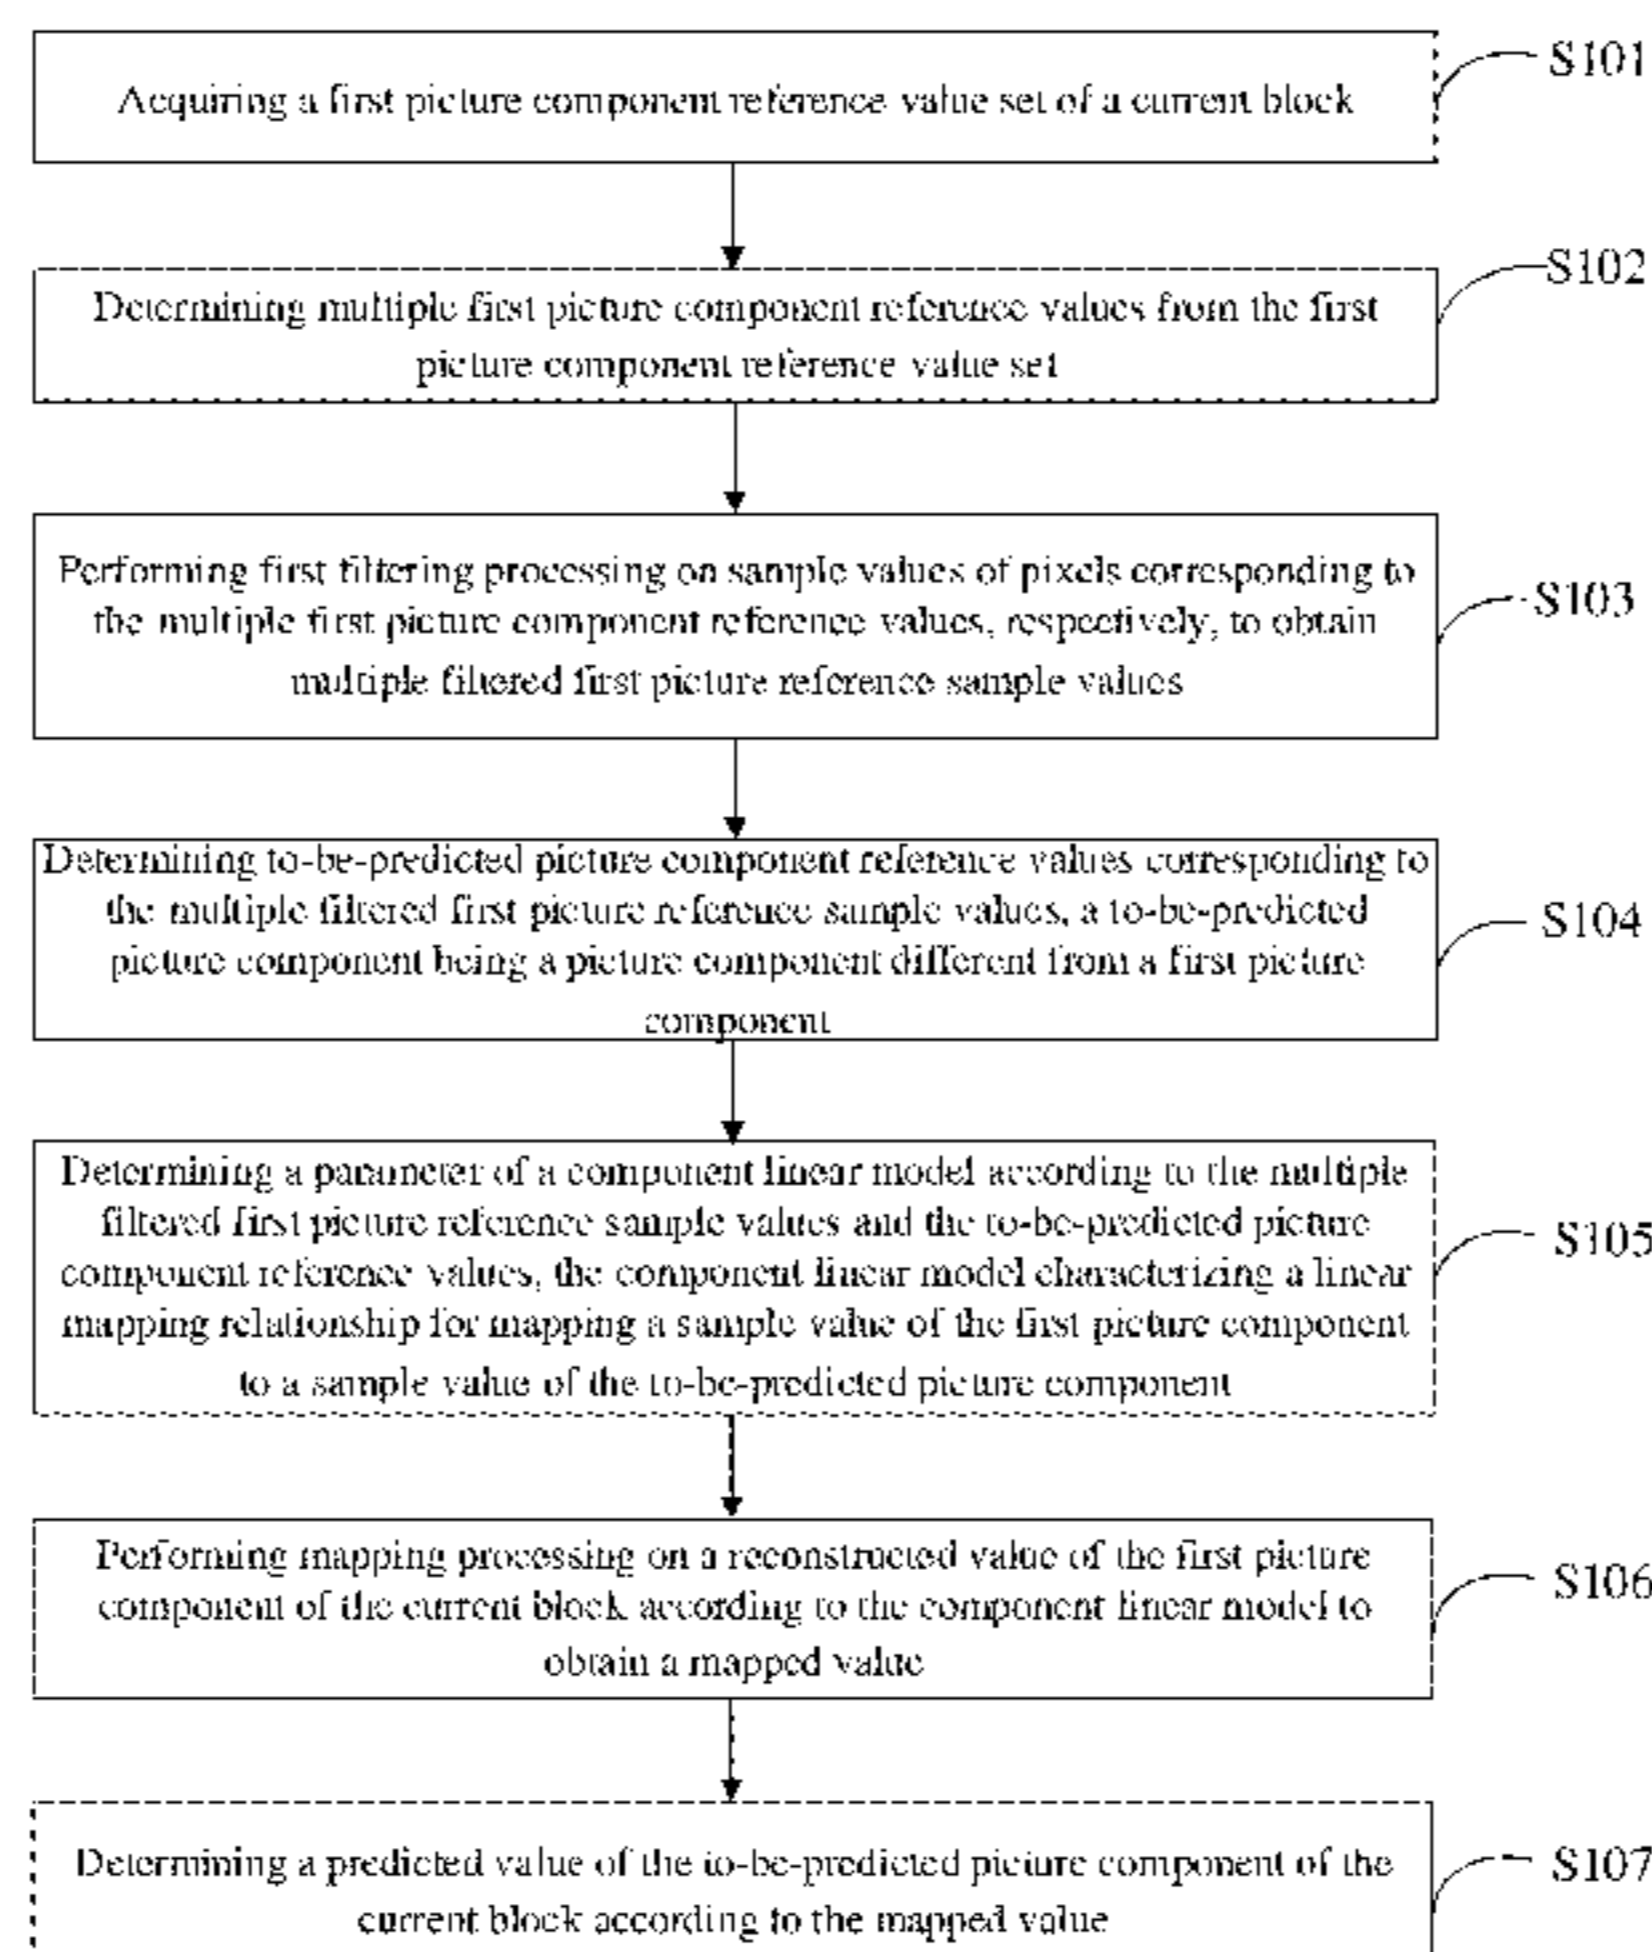 Acquiring a first picture component reference value set of a current block
S101
Determining multiple first picture component reference values from the first
picture component reference value set
S102
Performing first filtering processing on sample values of pixels corresponding to
the multiple first picture component reference values, respectively, to obtain
multiple filtered first picture reference sample values
S103
Determining to-be-predicted picture component reference values corresponding to
the multiple filtered first picture reference sample values, a to-be-predicted
picture component being a picture component different from a first picture
component
S104
Determining a parameter of a component linear model according to the multiple
filtered first picture reference sample values and the to-be-predicted picture
component reference values, the component linear model characterizing a linear
mapping relationship for mapping a sample value of the first picture component
to a sample value of the to-be-predicted picture component
S105
Performing mapping processing on a reconstructed value of the first picture
component of the current block according to the component linear model to
obtain a mapped value
S106
Determining a predicted value of the to-be-predicted picture component of the
current block according to the mapped value
S107